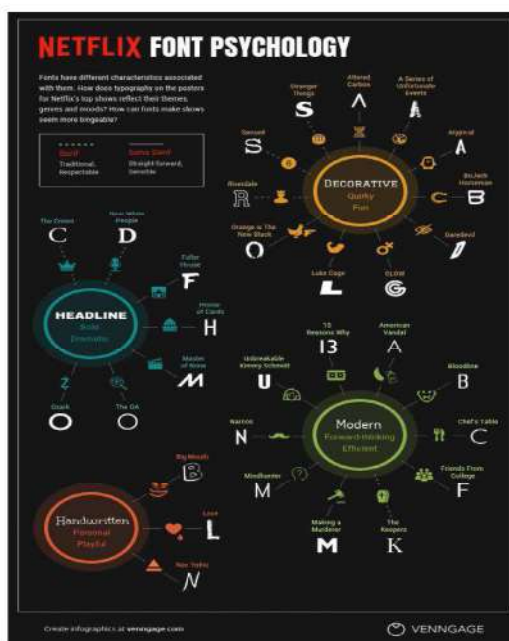 NETFLIX FONT PSYCHOLOGY
Fonts have different characteristics associated
with them. How does typography on the posters
for Netflix's top shows reflect their themes,
genres and moods? How can fonts make shows
seem more bingeable?
Serif
Traditional,
Respectable
Sans Serif
Straight-forward,
Sensible
Stranger
Things
S
Altered
Carbon
A
A Series of
Unfortunate
Events
A
Sense8
S
Atypical
A
Riverdale
R
BoJack
Horseman
B
Orange is The
New Black
O
Daredevil
D
Luke Cage
L
GLOW
G
DECORATIVE
Quirky
Fun
The Crown
C
People
D
Fuller
House
F
House
of Cards
H
Master
of None
M
Ozark
O
The OA
O
HEADLINE
Bold
Dramatic
13
Reasons Why
13
American
Vandal
A
Unbreakable
Kimmy Schmidt
U
Bloodline
B
Narcos
N
Chef's Table
C
Mindhunter
M
Friends From
College
F
Making a
Murderer
M
The
Keepers
K
Modern
Forward-thinking
Efficient
Big Mouth
B
Love
L
N
Handwritten
Personal
Playful
Create infographics at venngage.com
VENNGAGE